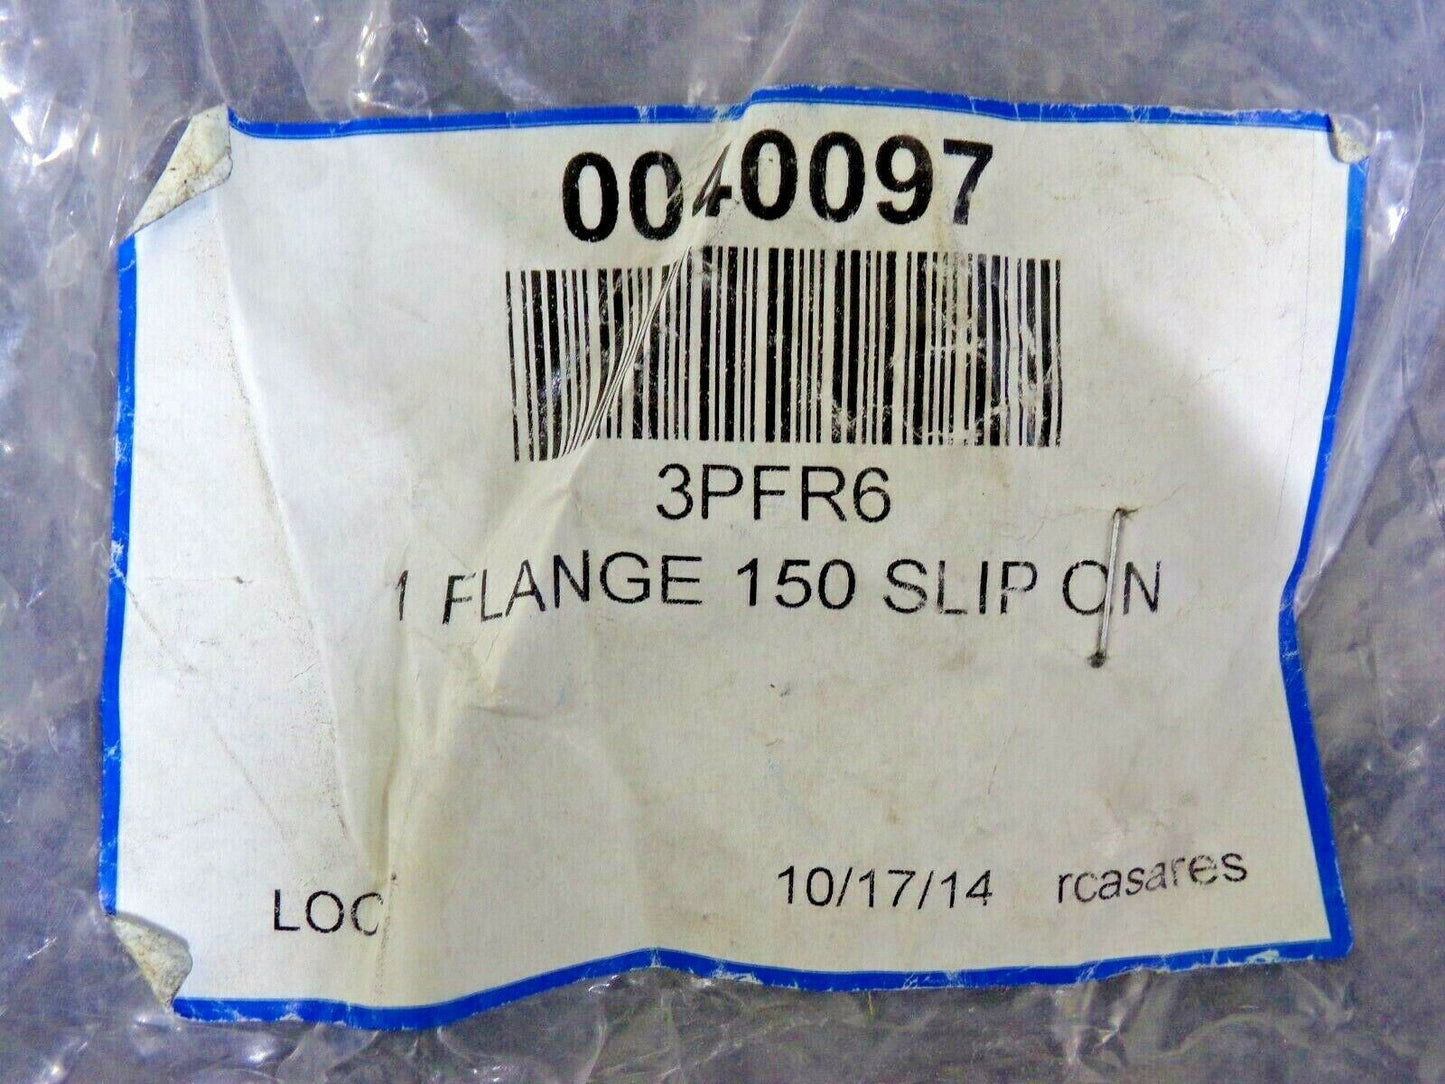 0040097
3PFR6
1 FLANGE 150 SLIP ON
LOC 10/17/14 rcasares